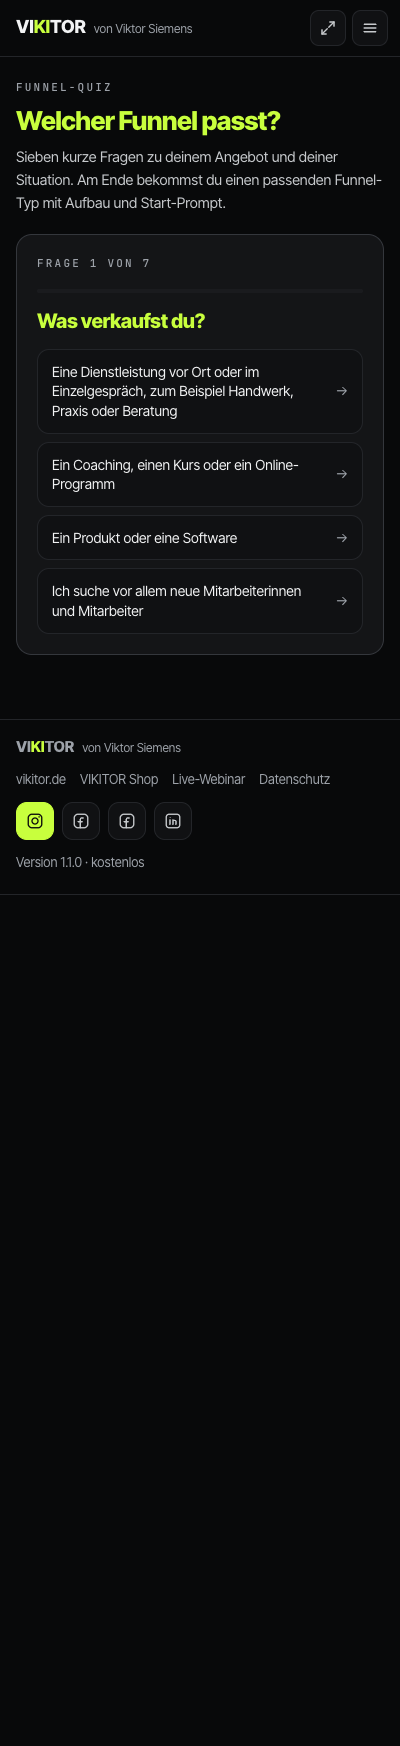 VIKITOR von Viktor Siemens
FUNNEL-QUIZ
Welcher Funnel passt?
Sieben kurze Fragen zu deinem Angebot und deiner
Situation. Am Ende bekommst du einen passenden Funnel-
Typ mit Aufbau und Start-Prompt.
FRAGE 1 VON 7
Was verkaufst du?
Eine Dienstleistung vor Ort oder im
Einzelgespräch, zum Beispiel Handwerk,
Praxis oder Beratung
Ein Coaching, einen Kurs oder ein Online-
Programm
Ein Produkt oder eine Software
Ich suche vor allem neue Mitarbeiterinnen
und Mitarbeiter
VIKITOR von Viktor Siemens
vikitor.de VIKITOR Shop Live-Webinar Datenschutz
Version 1.1.0 · kostenlos